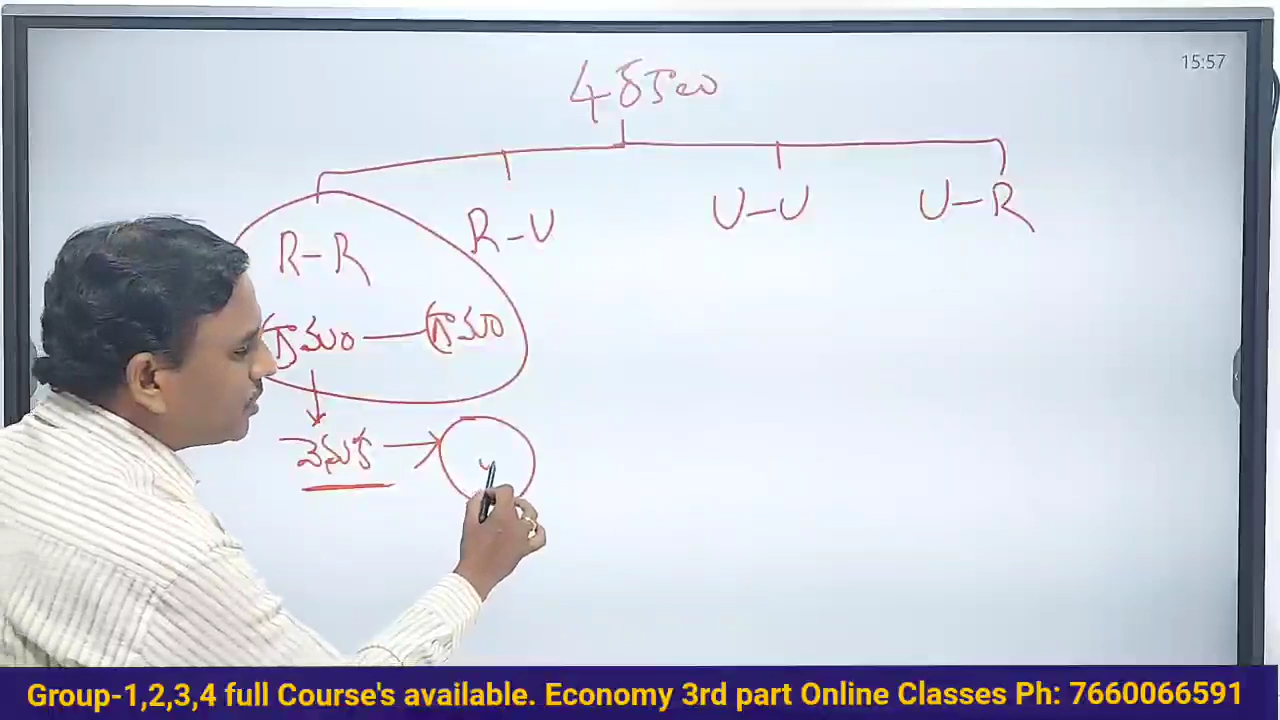 15:57
4 రకాలు
R-R R-U U-U U-R
గ్రామం — గ్రామం
వెనుక →
Group-1,2,3,4 full Course's available. Economy 3rd part Online Classes Ph: 7660066591